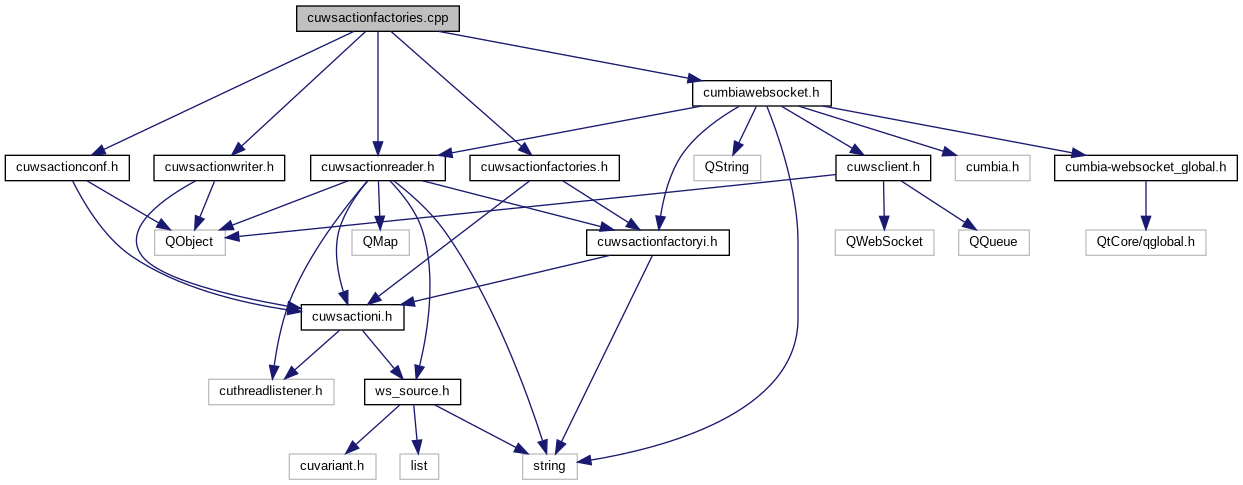 cuwsactionfactories.cpp
cumbiawebsocket.h
cuwsactionconf.h
cuwsactionwriter.h
cuwsactionreader.h
cuwsactionfactories.h
QString
cuwsclient.h
cumbia.h
cumbia-websocket_global.h
QObject
QMap
cuwsactionfactoryi.h
QWebSocket
QQueue
QtCore/qglobal.h
cuwsactioni.h
cuthreadlistener.h
ws_source.h
cuvariant.h
list
string